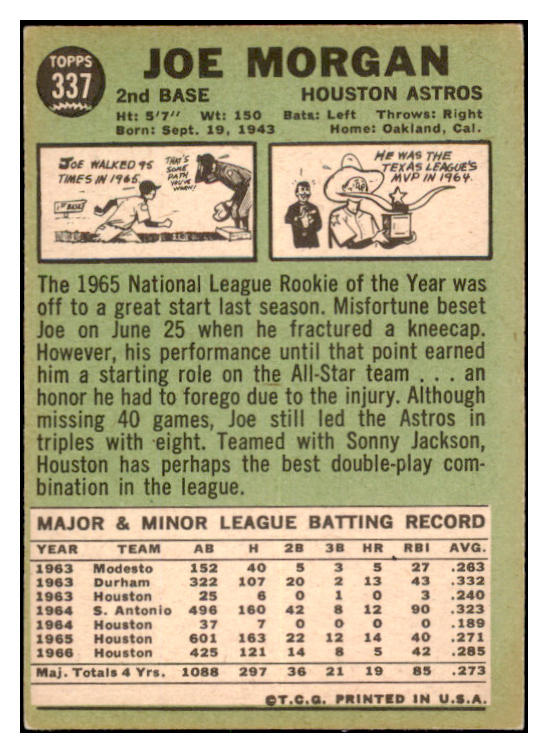 TOPPS
337
JOE MORGAN
2nd BASE HOUSTON ASTROS
Ht: 5'7" Wt: 150 Bats: Left Throws: Right
Born: Sept. 19, 1943 Home: Oakland, Cal.
JOE WALKED 95
TIMES IN 1965.
THAT'S
SOME
PATH
YOU'VE
WORN!
1ST BASE
HE WAS THE
TEXAS LEAGUE'S
MVP IN 1964.
The 1965 National League Rookie of the Year was
off to a great start last season. Misfortune beset
Joe on June 25 when he fractured a kneecap.
However, his performance until that point earned
him a starting role on the All-Star team . . . an
honor he had to forego due to the injury. Although
missing 40 games, Joe still led the Astros in
triples with eight. Teamed with Sonny Jackson,
Houston has perhaps the best double-play com-
bination in the league.
MAJOR & MINOR LEAGUE BATTING RECORD
YEAR TEAM AB H 2B 3B HR RBI AVG.
1963 Modesto 152 40 5 3 5 27 .263
1963 Durham 322 107 20 2 13 43 .332
1963 Houston 25 6 0 1 0 3 .240
1964 S. Antonio 496 160 42 8 12 90 .323
1964 Houston 37 7 0 0 0 0 .189
1965 Houston 601 163 22 12 14 40 .271
1966 Houston 425 121 14 8 5 42 .285
Maj. Totals 4 Yrs. 1088 297 36 21 19 85 .273
©T.C.G. PRINTED IN U.S.A.